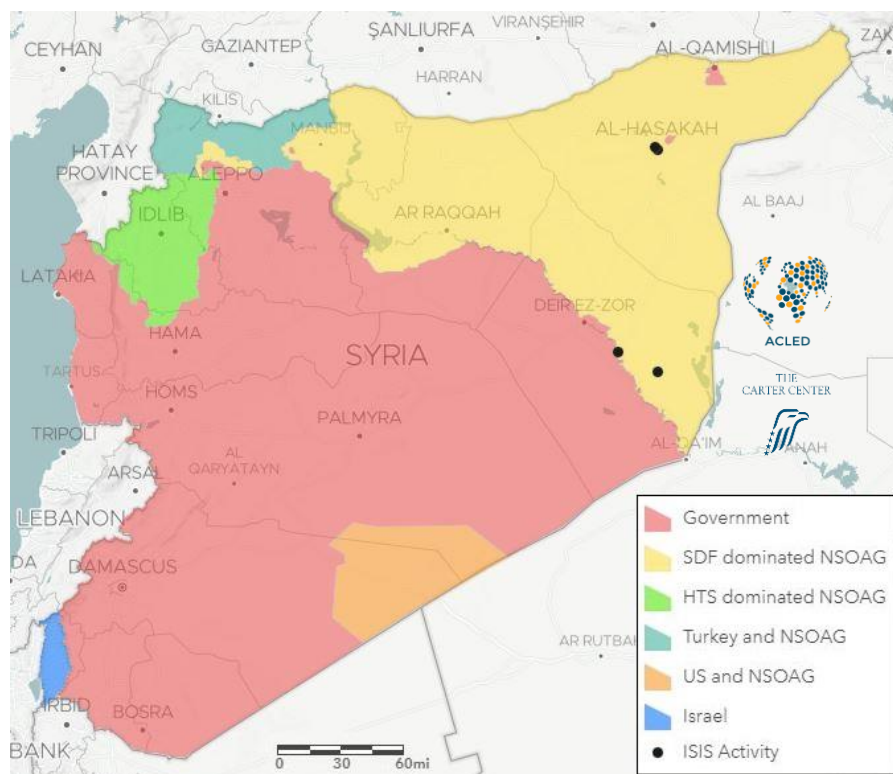 VIRANŞEHIR
ŞANLIURFA
CEYHAN
GAZIANTEP
AL-QAMISHLI
ZAK
HARRAN
KILIS
MANBIJ
AL-HASAKAH
HATAY
PROVINCE
ALEPPO
IDLIB
AR RAQQAH
AL BAAJ
LATAKIA
DEIR EZ-ZOR
HAMA
SYRIA
ACLED
TARTUS
HOMS
PALMYRA
THE
CARTER CENTER
TRIPOLI
AL
QARYATAYN
AL-QA'IM
ANAH
ARSAL
LEBANON
DA
DAMASCUS
AR RUTBAH
IRBID
BOSRA
BANK
0 30 60mi
Government
SDF dominated NSOAG
HTS dominated NSOAG
Turkey and NSOAG
US and NSOAG
Israel
ISIS Activity